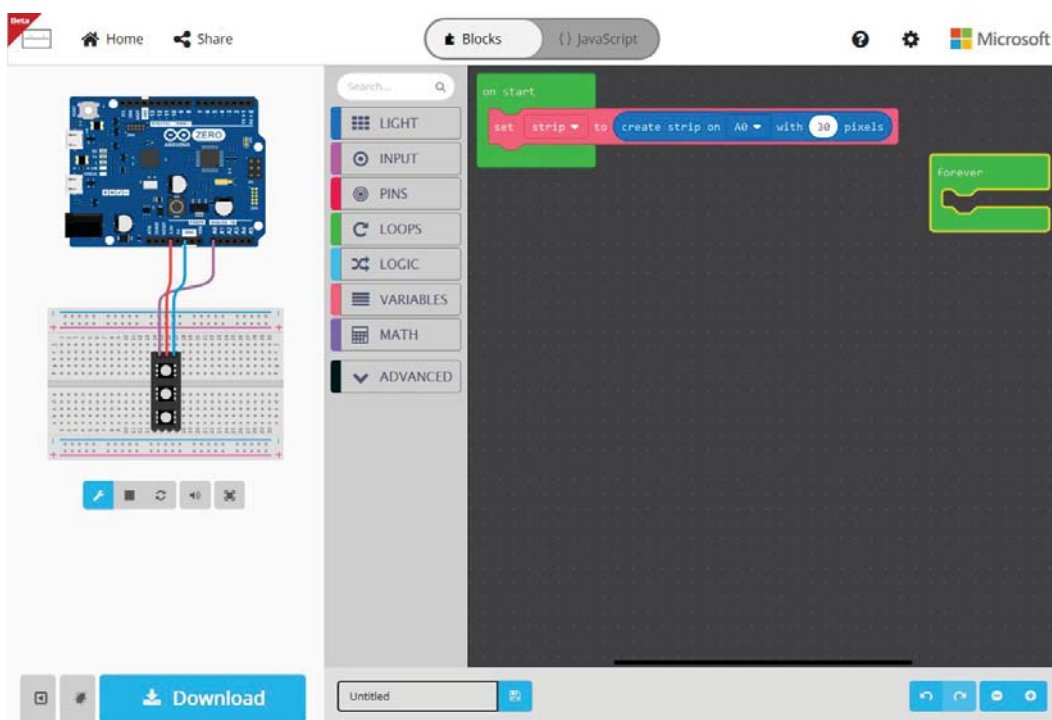 Beta
Home
Share
Blocks
{} JavaScript
Microsoft
Search...
LIGHT
INPUT
PINS
LOOPS
LOGIC
VARIABLES
MATH
ADVANCED
on start
set strip to create strip on A0 with 30 pixels
forever
ZERO
ARDUINO
Download
Untitled